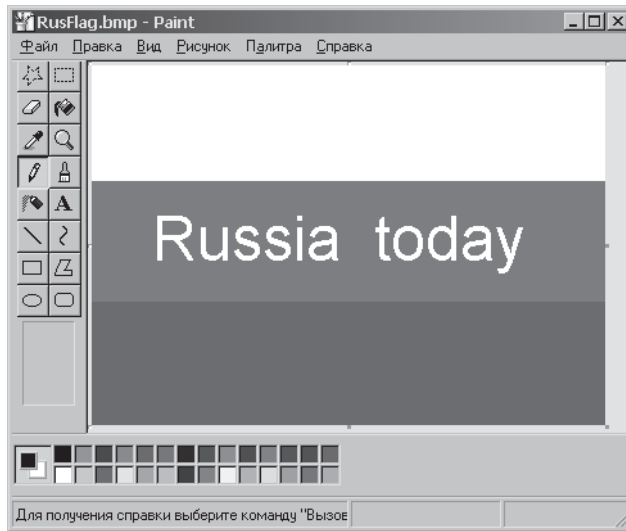 RusFlag.bmp - Paint
Файл Правка Вид Рисунок Палитра Справка
A
Russia today
Для получения справки выберите команду "Вызов